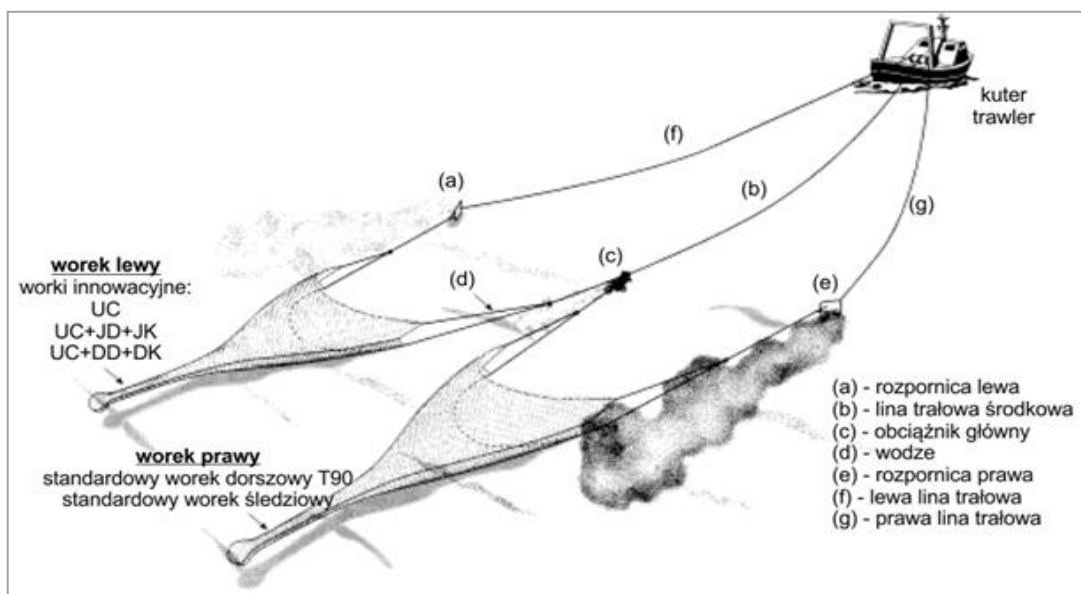 kuter
trawler
(f)
(a)
(b)
(g)
worek lewy
worki innowacyjne:
UC
UC+JD+JK
UC+DD+DK
(d)
(c)
(e)
worek prawy
standardowy worek dorszowy T90
standardowy worek śledziowy
(a) - rozpornica lewa
(b) - lina trałowa środkowa
(c) - obciążnik główny
(d) - wodze
(e) - rozpornica prawa
(f) - lewa lina trałowa
(g) - prawa lina trałowa